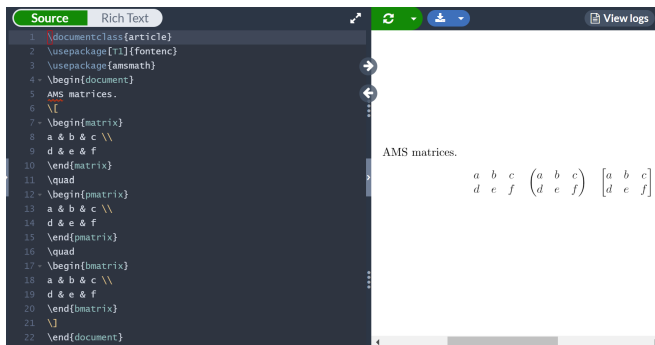 Source Rich Text View logs
1 \documentclass{article}
2 \usepackage[T1]{fontenc}
3 \usepackage{amsmath}
4 \begin{document}
5 AMS matrices.
6 \[
7 \begin{matrix}
8 a & b & c \\
9 d & e & f
10 \end{matrix}
11 \quad
12 \begin{pmatrix}
13 a & b & c \\
14 d & e & f
15 \end{pmatrix}
16 \quad
17 \begin{bmatrix}
18 a & b & c \\
19 d & e & f
20 \end{bmatrix}
21 \]
22 \end{document}
AMS matrices.
a b c (a b c) [a b c]
d e f (d e f) [d e f]